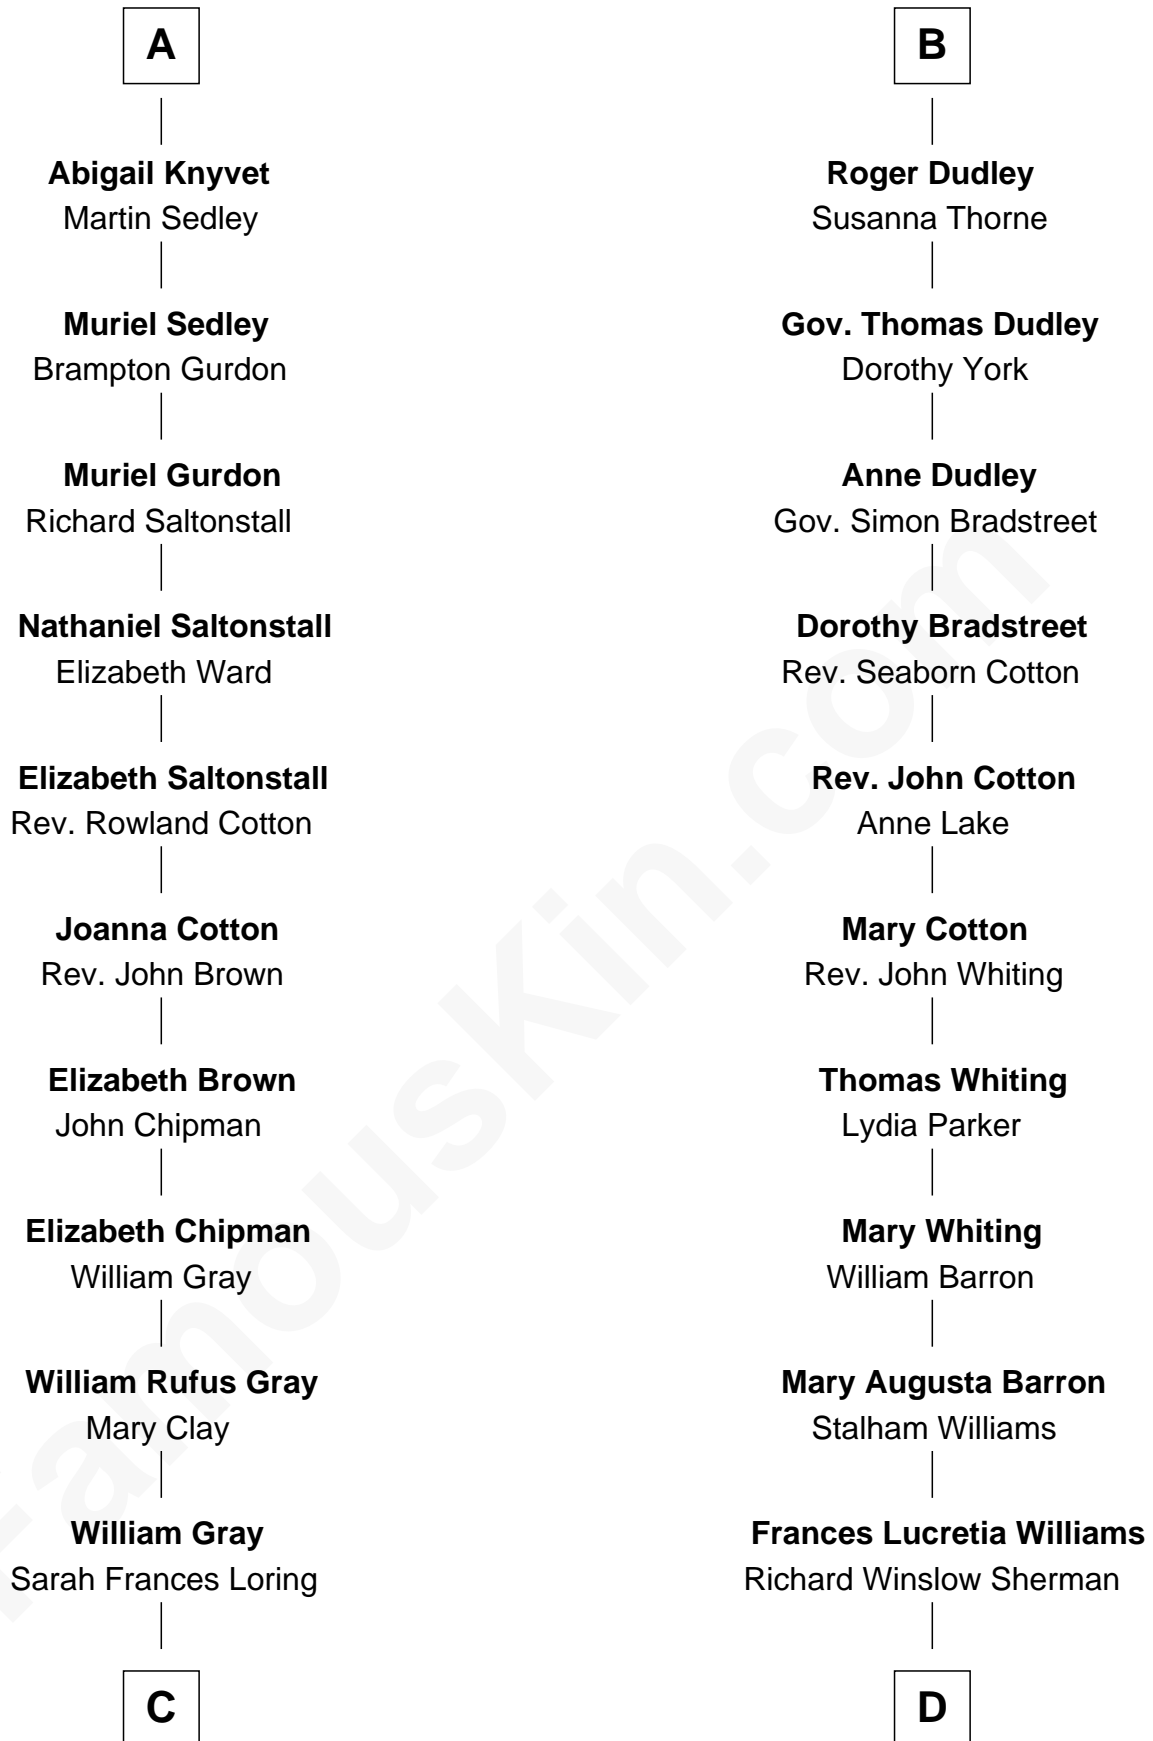 A
Abigail Knyvet
Martin Sedley
Muriel Sedley
Brampton Gurdon
Muriel Gurdon
Richard Saltonstall
Nathaniel Saltonstall
Elizabeth Ward
Elizabeth Saltonstall
Rev. Rowland Cotton
Joanna Cotton
Rev. John Brown
Elizabeth Brown
John Chipman
Elizabeth Chipman
William Gray
William Rufus Gray
Mary Clay
William Gray
Sarah Frances Loring
C
B
Roger Dudley
Susanna Thorne
Gov. Thomas Dudley
Dorothy York
Anne Dudley
Gov. Simon Bradstreet
Dorothy Bradstreet
Rev. Seaborn Cotton
Rev. John Cotton
Anne Lake
Mary Cotton
Rev. John Whiting
Thomas Whiting
Lydia Parker
Mary Whiting
William Barron
Mary Augusta Barron
Stalham Williams
Frances Lucretia Williams
Richard Winslow Sherman
D
FamousKin.com